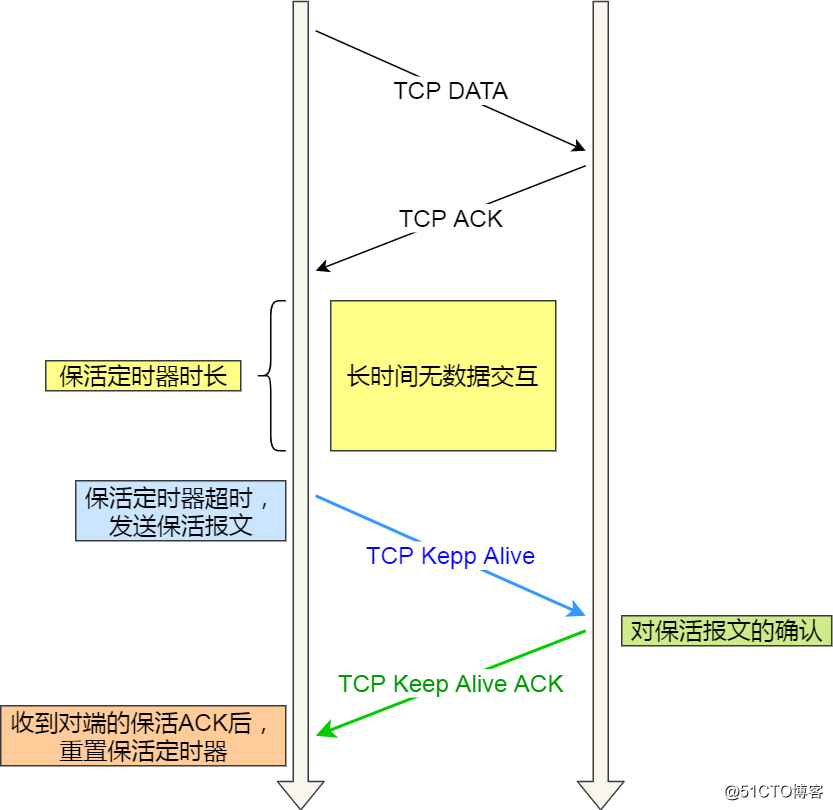 TCP DATA
TCP ACK
保活定时器时长
长时间无数据交互
保活定时器超时，
发送保活报文
TCP Kepp Alive
对保活报文的确认
TCP Keep Alive ACK
收到对端的保活ACK后，
重置保活定时器
@51CTO博客